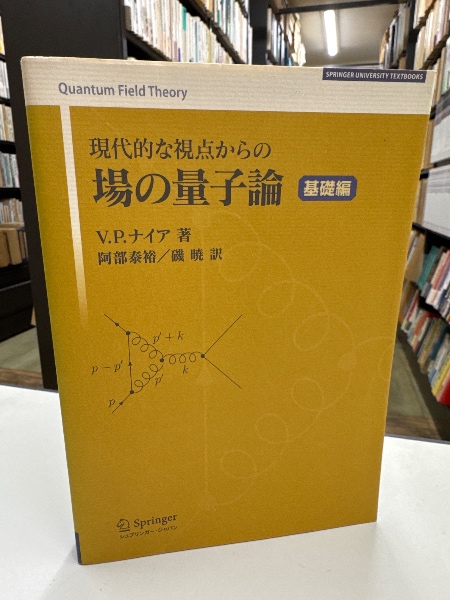 SPRINGER UNIVERSITY TEXTBOOKS
Quantum Field Theory
現代的な視点からの
場の量子論 基礎編
V.P.ナイア 著
阿部泰裕/磯 暁 訳
p′ + k
p − p′
k
p′
p
Springer
シュプリンガー・ジャパン